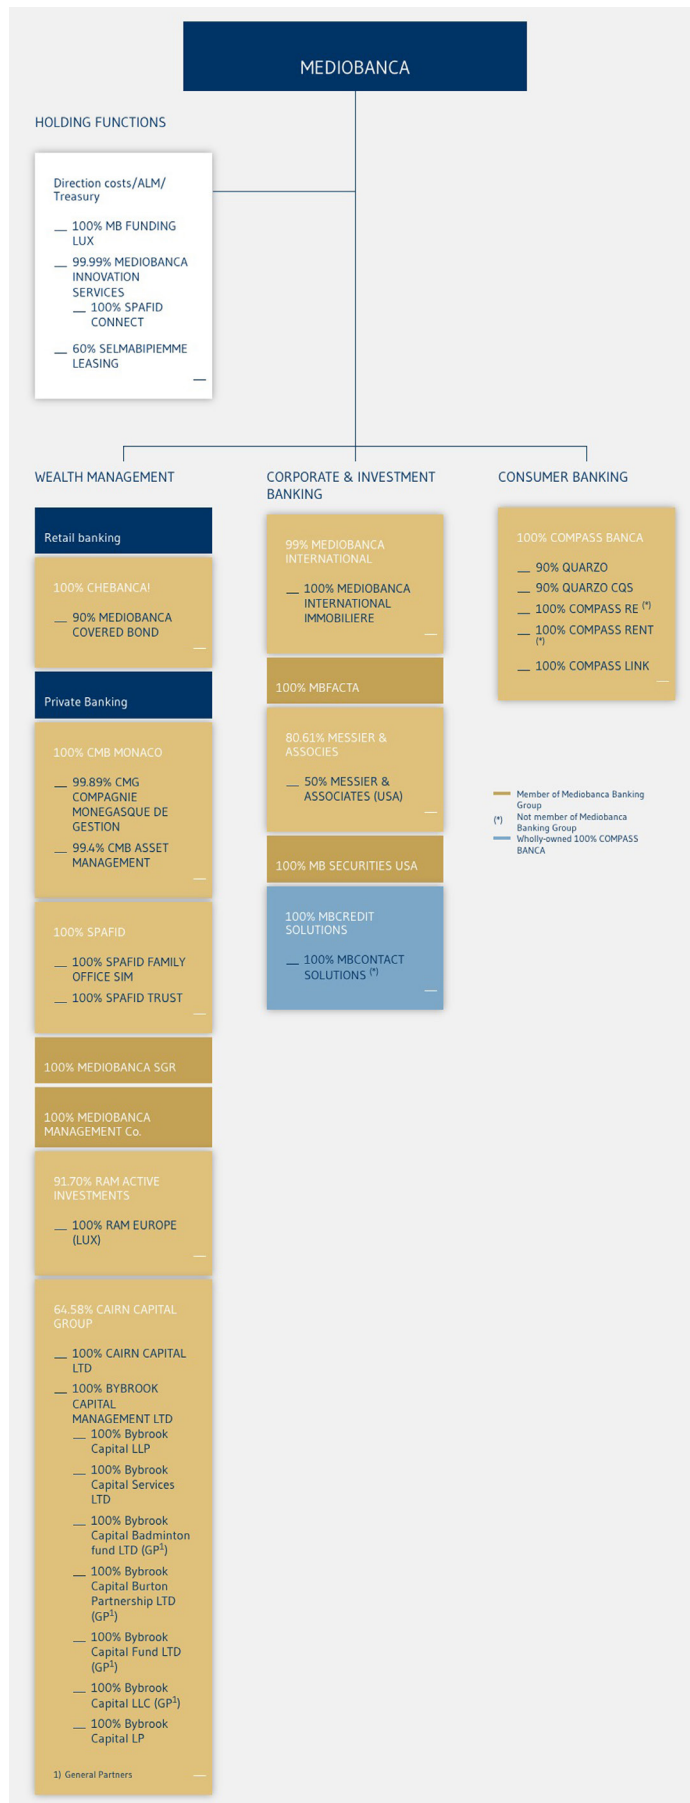 MEDIOBANCA
HOLDING FUNCTIONS
Direction costs/ALM/
Treasury
100% MB FUNDING
LUX
99.99% MEDIOBANCA
INNOVATION
SERVICES
100% SPAFID
CONNECT
60% SELMABIPIEMME
LEASING
WEALTH MANAGEMENT
Retail banking
100% CHEBANCA!
90% MEDIOBANCA
COVERED BOND
Private Banking
100% CMB MONACO
99.89% CMG
COMPAGNIE
MONEGASQUE DE
GESTION
99.4% CMB ASSET
MANAGEMENT
100% SPAFID
100% SPAFID FAMILY
OFFICE SIM
100% SPAFID TRUST
100% MEDIOBANCA SGR
100% MEDIOBANCA
MANAGEMENT Co.
91.70% RAM ACTIVE
INVESTMENTS
100% RAM EUROPE
(LUX)
64.58% CAIRN CAPITAL
GROUP
100% CAIRN CAPITAL
LTD
100% BYBROOK
CAPITAL
MANAGEMENT LTD
100% Bybrook
Capital LLP
100% Bybrook
Capital Services
LTD
100% Bybrook
Capital Badminton
fund LTD (GP¹)
100% Bybrook
Capital Burton
Partnership LTD
(GP¹)
100% Bybrook
Capital Fund LTD
(GP¹)
100% Bybrook
Capital LLC (GP¹)
100% Bybrook
Capital LP
1) General Partners
CORPORATE & INVESTMENT
BANKING
99% MEDIOBANCA
INTERNATIONAL
100% MEDIOBANCA
INTERNATIONAL
IMMOBILIERE
100% MBFACTA
80.61% MESSIER &
ASSOCIES
50% MESSIER &
ASSOCIATES (USA)
100% MB SECURITIES USA
100% MBCREDIT
SOLUTIONS
100% MBCONTACT
SOLUTIONS (*)
CONSUMER BANKING
100% COMPASS BANCA
90% QUARZO
90% QUARZO CQS
100% COMPASS RE (*)
100% COMPASS RENT
(*)
100% COMPASS LINK
Member of Mediobanca Banking
Group
(*) Not member of Mediobanca
Banking Group
Wholly-owned 100% COMPASS
BANCA